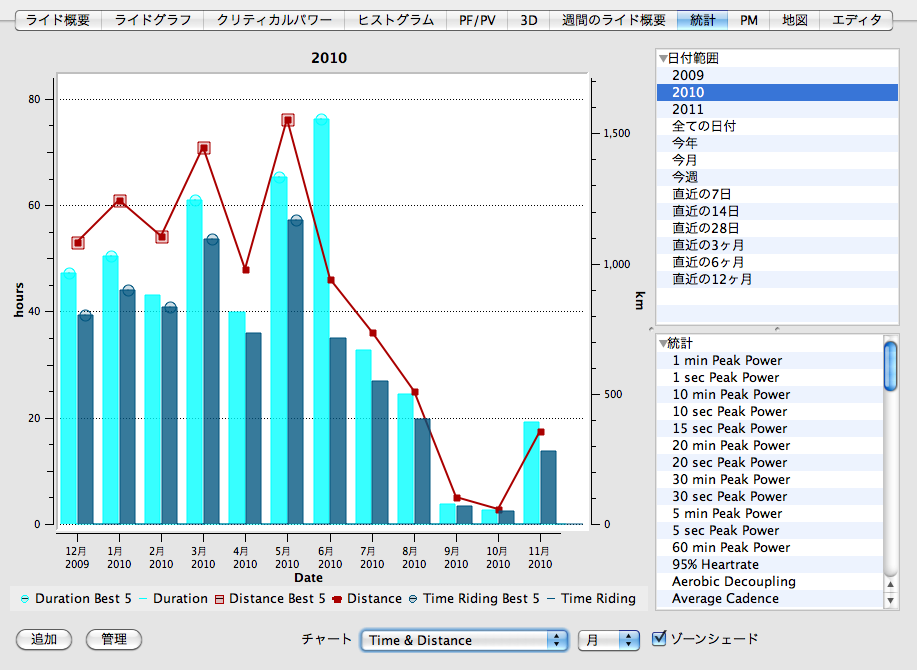 ライド概要 ライドグラフ クリティカルパワー ヒストグラム PF/PV 3D 週間のライド概要 統計 PM 地図 エディタ
2010
80
60
40
20
0
hours
1,500
1,000
500
0
km
12月 1月 2月 3月 4月 5月 6月 7月 8月 9月 10月 11月
2009 2010 2010 2010 2010 2010 2010 2010 2010 2010 2010 2010
Date
Duration Best 5 Duration Distance Best 5 Distance Time Riding Best 5 Time Riding
日付範囲
2009
2010
2011
全ての日付
今年
今月
今週
直近の7日
直近の14日
直近の28日
直近の3ヶ月
直近の6ヶ月
直近の12ヶ月
統計
1 min Peak Power
1 sec Peak Power
10 min Peak Power
10 sec Peak Power
15 sec Peak Power
20 min Peak Power
20 sec Peak Power
30 min Peak Power
30 sec Peak Power
5 min Peak Power
5 sec Peak Power
60 min Peak Power
95% Heartrate
Aerobic Decoupling
Average Cadence
追加 管理 チャート Time & Distance 月 ゾーンシェード